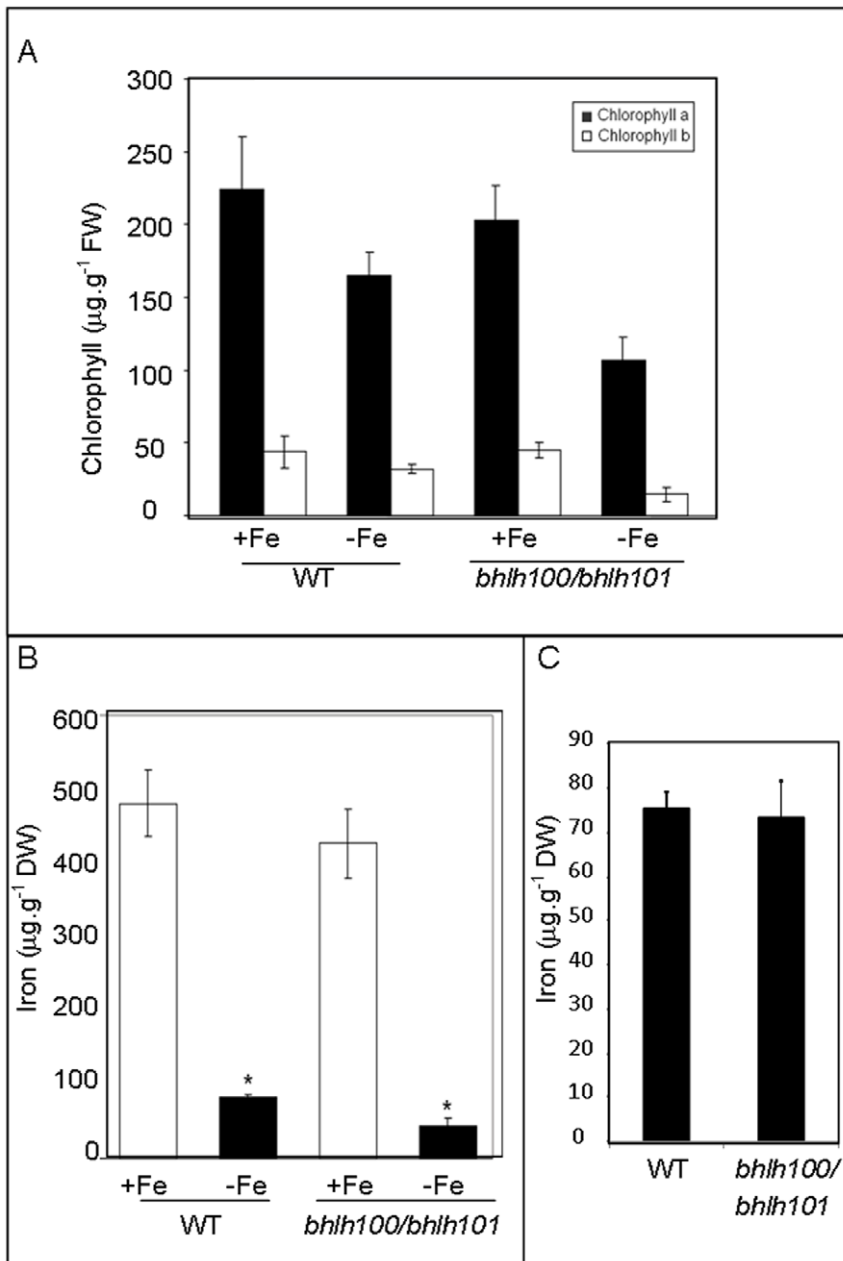 A
300
250
200
150
100
50
0
Chlorophyll (μg.g⁻¹ FW)
Chlorophyll a
Chlorophyll b
+Fe -Fe +Fe -Fe
WT bhlh100/bhlh101
B
600
500
400
300
200
100
0
Iron (μg.g⁻¹ DW)
* *
+Fe -Fe +Fe -Fe
WT bhlh100/bhlh101
C
90
80
70
60
50
40
30
20
10
0
Iron (μg.g⁻¹ DW)
WT bhlh100/
bhlh101